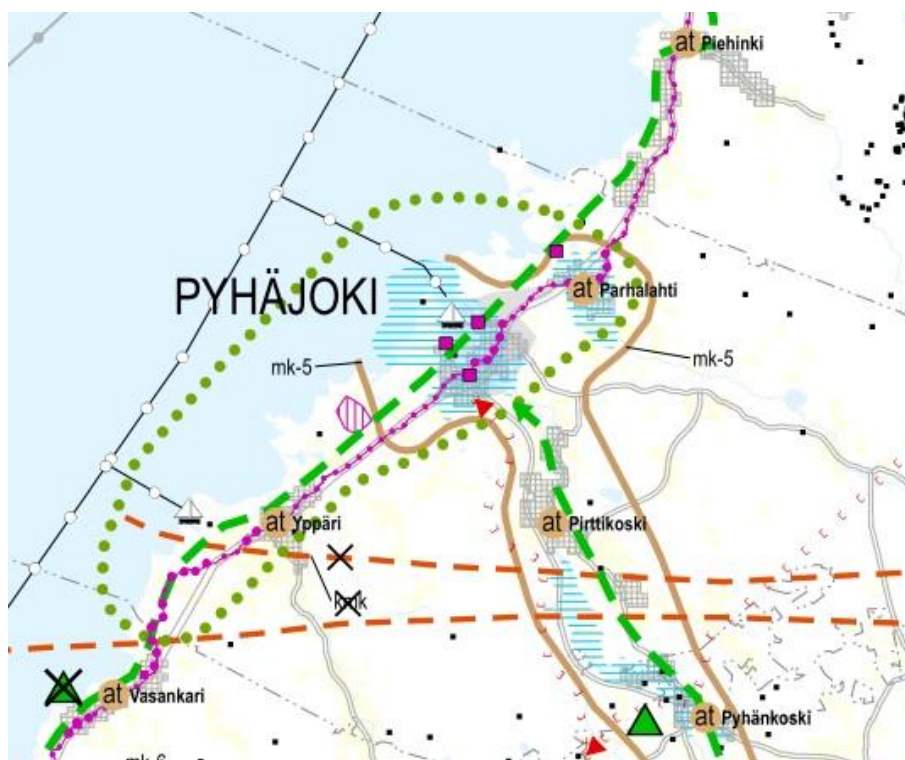 at Piehinki
PYHÄJOKI
at Parhalahti
mk-5
mk-5
at Yppäri
at Pirttikoski
at Vasankari
at Pyhänkoski